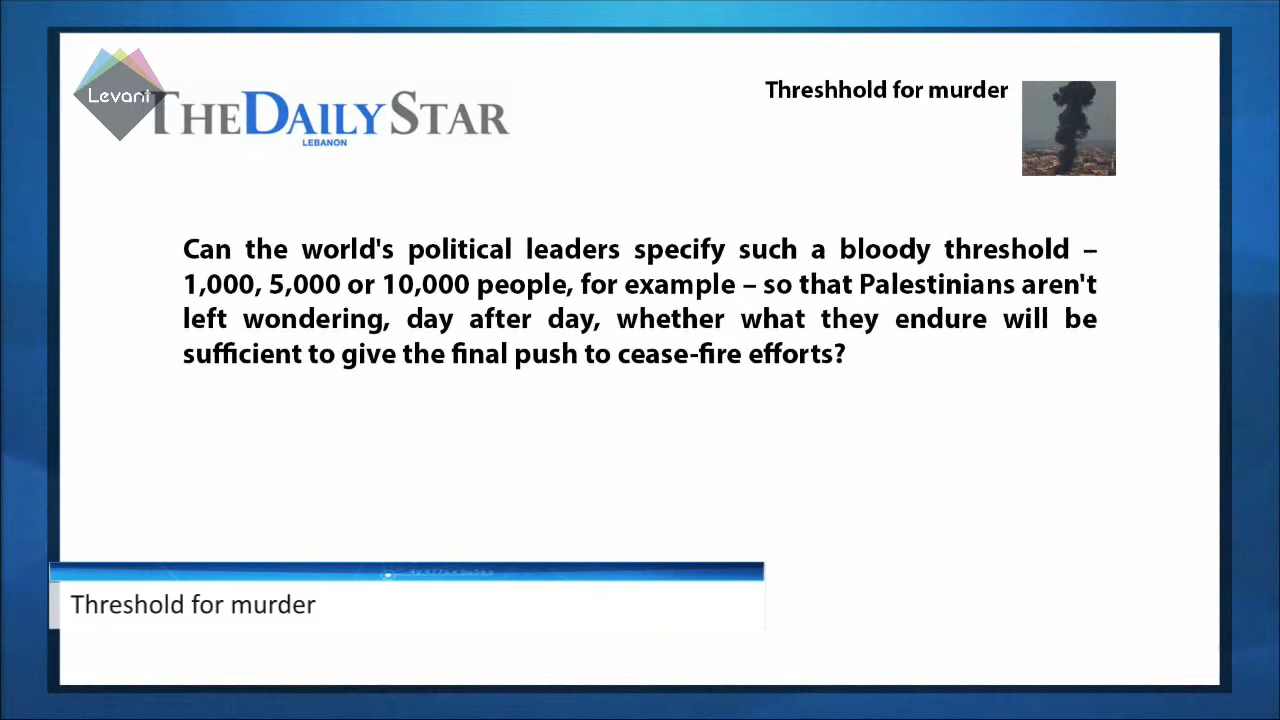 Levant
THE DAILY STAR
LEBANON
Threshhold for murder
Can the world's political leaders specify such a bloody threshold –
1,000, 5,000 or 10,000 people, for example – so that Palestinians aren't
left wondering, day after day, whether what they endure will be
sufficient to give the final push to cease-fire efforts?
Threshold for murder